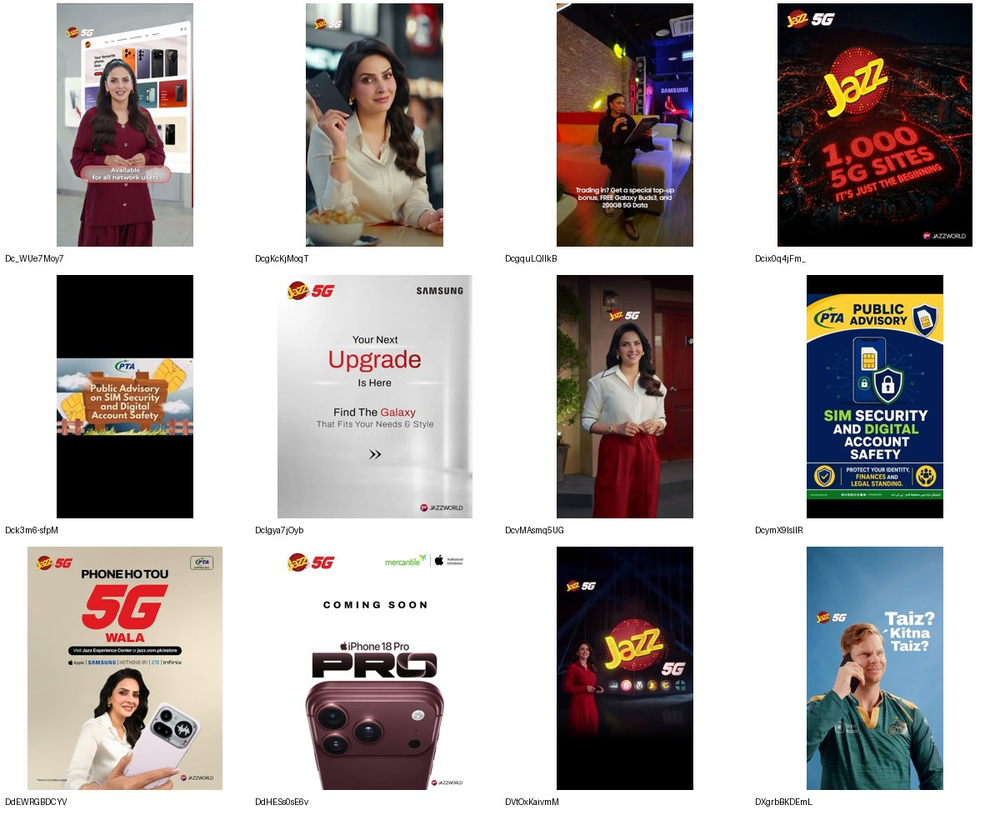 Jazz 5G
Your favourite phone. Now
Available
for all network users
Dc_WUe7Moy7
Jazz 5G
DcgKcKjMoqT
SAMSUNG
Trading in? Get a special top-up
bonus, FREE Galaxy Buds3, and
200GB 5G Data
DcgquLQIlkB
Jazz 5G
Jazz
1,000
5G SITES
IT'S JUST THE BEGINNING
JAZZWORLD
Dcix0q4jFm_
PTA
Public Advisory
on SIM Security
and Digital
Account Safety
Dck3m6-sfpM
Jazz 5G
SAMSUNG
Your Next
Upgrade
Is Here
Find The Galaxy
That Fits Your Needs & Style
JAZZWORLD
Dclgya7jOyb
Jazz 5G
DcvMAsmq5UG
PTA
PUBLIC
ADVISORY
SIM SECURITY
AND DIGITAL
ACCOUNT
SAFETY
PROTECT YOUR IDENTITY,
FINANCES AND
LEGAL STANDING.
DcymX9IsllR
Jazz 5G
PTA
PHONE HO TOU
5G
WALA
Visit Jazz Experience Center or jazz.com.pk/estore
Apple | SAMSUNG | NOTHING (R) | ZTE | Infinix
JAZZWORLD
DdEWRGBDCYV
Jazz 5G
mercantile
Authorised
Distributor
COMING SOON
iPhone 18 Pro
PRO
JAZZWORLD
DdHESs0sE6v
Jazz 5G
Jazz
5G
DVtOxKaivmM
Jazz 5G
Taiz?
Kitna
Taiz?
DXgrbBKDEmL